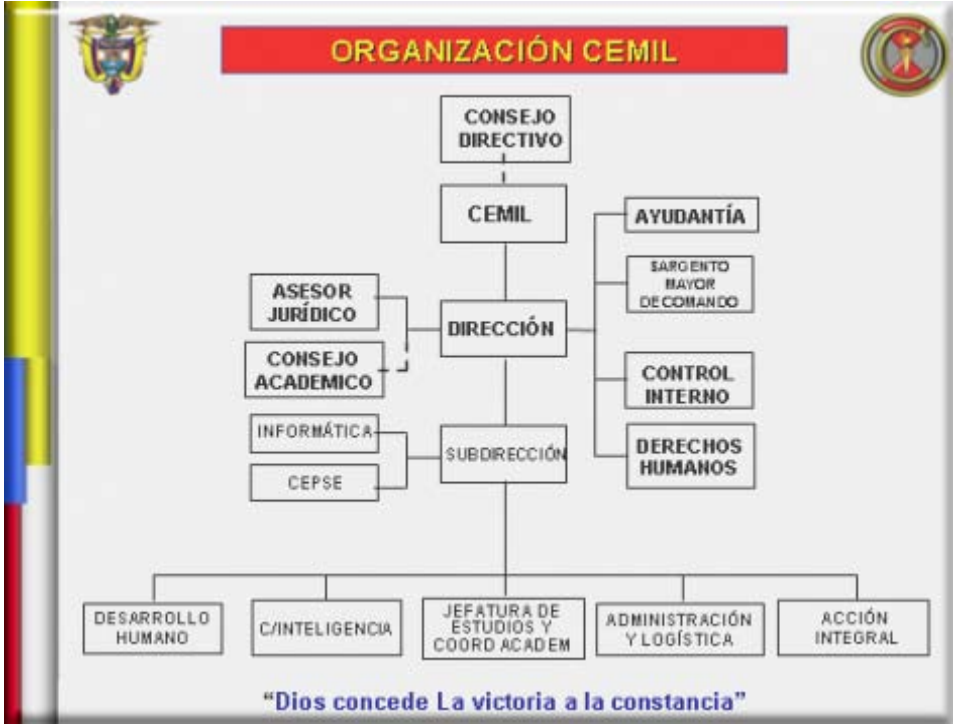 ORGANIZACIÓN CEMIL
CONSEJO
DIRECTIVO
CEMIL
AYUDANTÍA
SARGENTO
MAYOR
DE COMANDO
ASESOR
JURÍDICO
DIRECCIÓN
CONSEJO
ACADEMICO
CONTROL
INTERNO
INFORMÁTICA
SUBDIRECCIÓN
DERECHOS
HUMANOS
CEPSE
DESARROLLO
HUMANO
C/INTELIGENCIA
JEFATURA DE
ESTUDIOS Y
COORD ACADEM
ADMINISTRACIÓN
Y LOGÍSTICA
ACCIÓN
INTEGRAL
“Dios concede La victoria a la constancia”